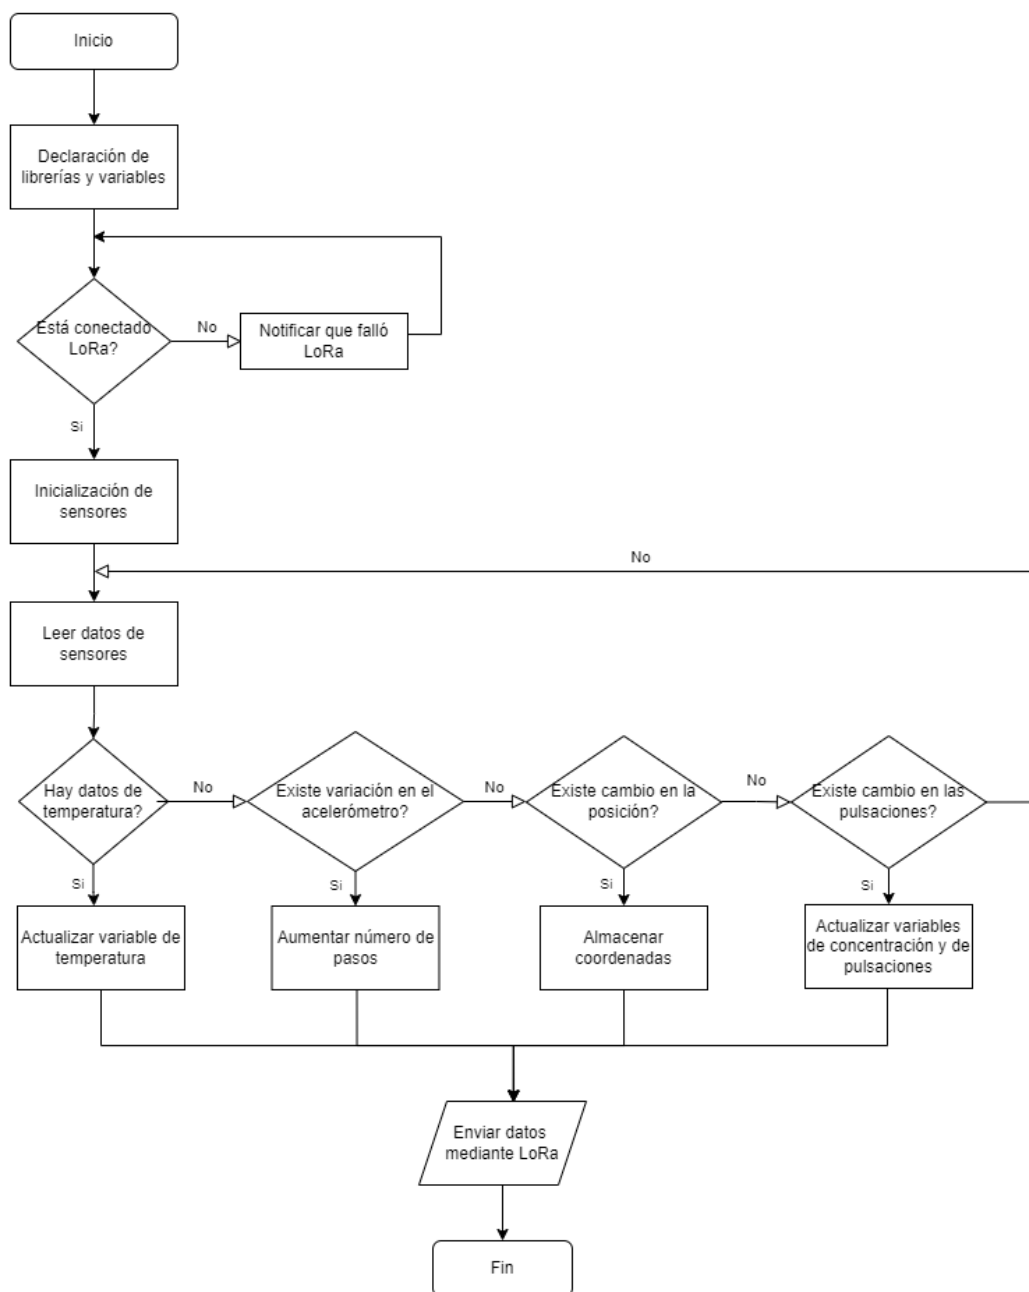 Inicio
Declaración de
librerías y variables
Está conectado
LoRa?
No
Notificar que falló
LoRa
Si
Inicialización de
sensores
No
Leer datos de
sensores
Hay datos de
temperatura?
No
Existe variación en el
acelerómetro?
No
Existe cambio en la
posición?
No
Existe cambio en las
pulsaciones?
Si
Si
Si
Si
Actualizar variable de
temperatura
Aumentar número de
pasos
Almacenar
coordenadas
Actualizar variables
de concentración y de
pulsaciones
Enviar datos
mediante LoRa
Fin